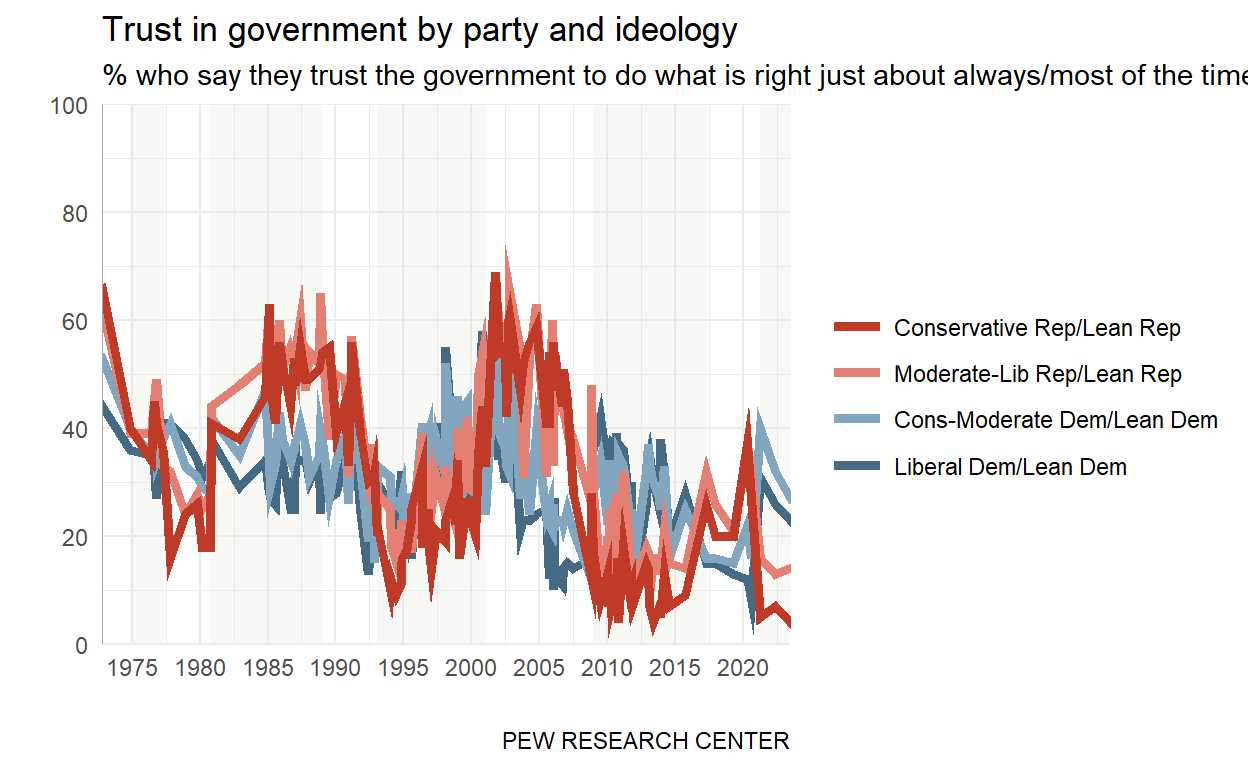 Trust in government by party and ideology
% who say they trust the government to do what is right just about always/most of the time
100
80
60
40
20
0
1975 1980 1985 1990 1995 2000 2005 2010 2015 2020
Conservative Rep/Lean Rep
Moderate-Lib Rep/Lean Rep
Cons-Moderate Dem/Lean Dem
Liberal Dem/Lean Dem
PEW RESEARCH CENTER